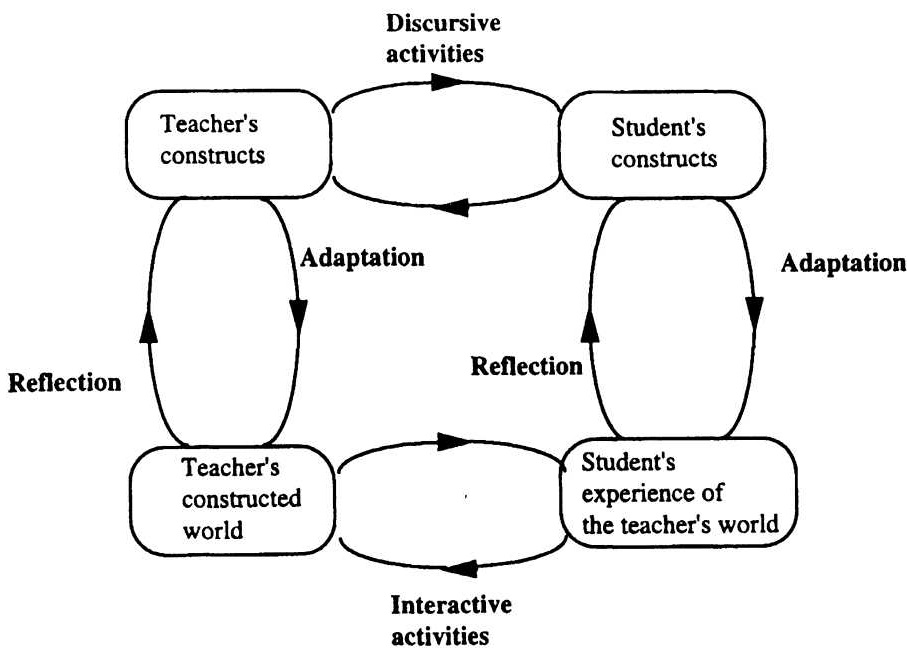 Discursive
activities
Teacher's
constructs
Student's
constructs
Adaptation
Adaptation
Reflection
Reflection
Teacher's
constructed
world
Student's
experience of
the teacher's world
Interactive
activities